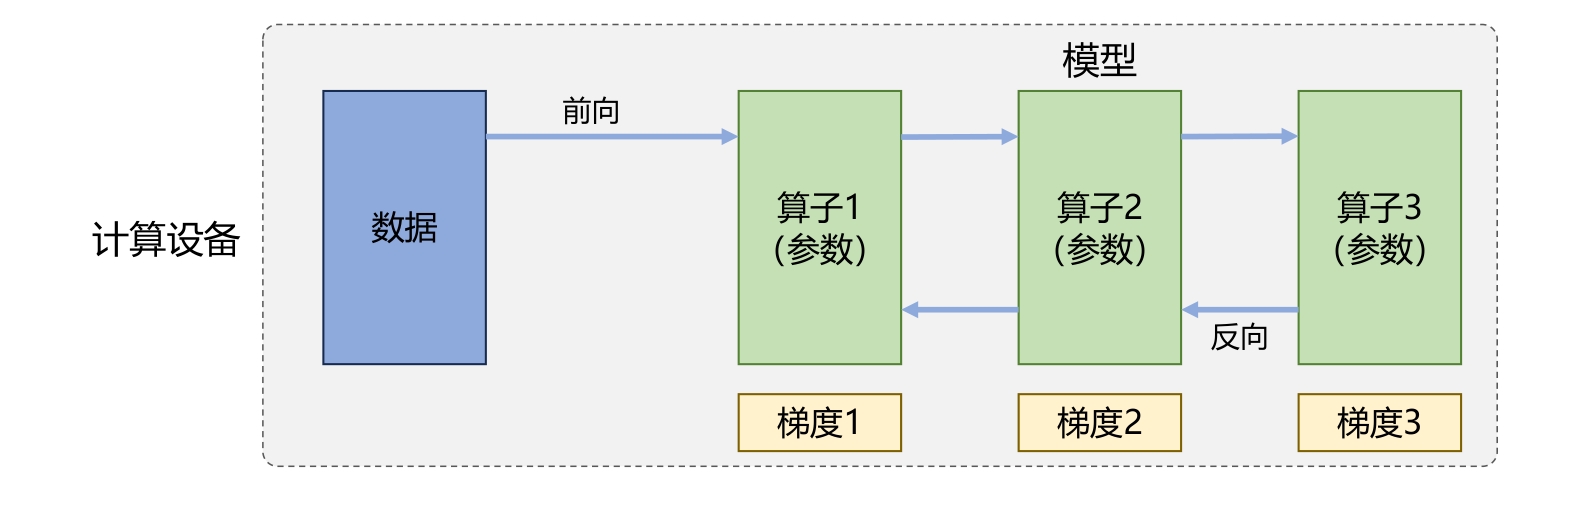 模型
前向
计算设备
数据
算子1
（参数）
算子2
（参数）
算子3
（参数）
反向
梯度1
梯度2
梯度3